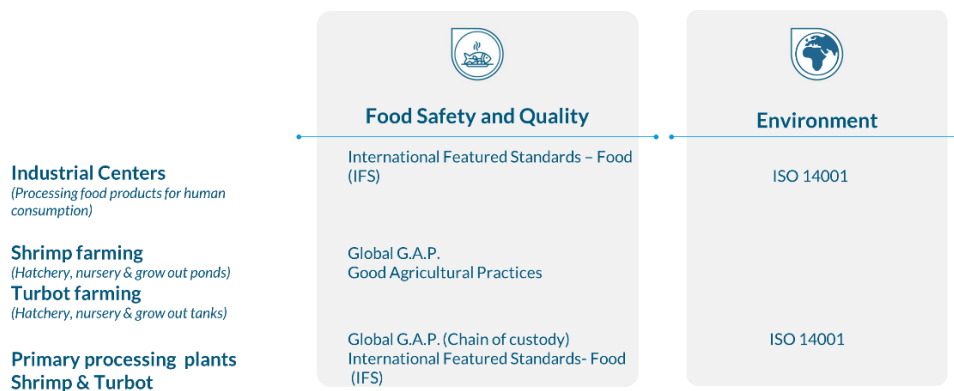 Food Safety and Quality
Environment
Industrial Centers
(Processing food products for human
consumption)
International Featured Standards – Food
(IFS)
ISO 14001
Shrimp farming
(Hatchery, nursery & grow out ponds)
Turbot farming
(Hatchery, nursery & grow out tanks)
Global G.A.P.
Good Agricultural Practices
Primary processing plants
Shrimp & Turbot
Global G.A.P. (Chain of custody)
International Featured Standards- Food
(IFS)
ISO 14001